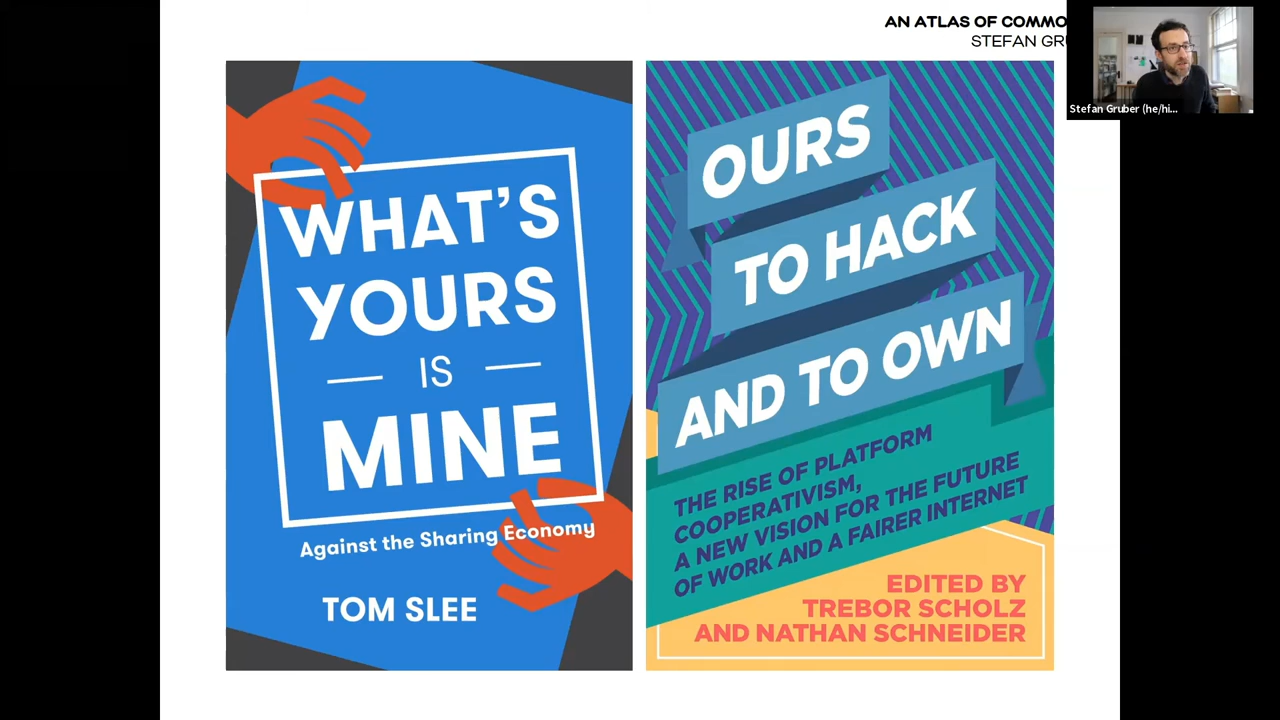 AN ATLAS OF COMMO
STEFAN GRU
Stefan Gruber (he/hi...
WHAT'S
YOURS
IS
MINE
Against the Sharing Economy
TOM SLEE
OURS
TO HACK
AND TO OWN
THE RISE OF PLATFORM
COOPERATIVISM,
A NEW VISION FOR THE FUTURE
OF WORK AND A FAIRER INTERNET
EDITED BY
TREBOR SCHOLZ
AND NATHAN SCHNEIDER